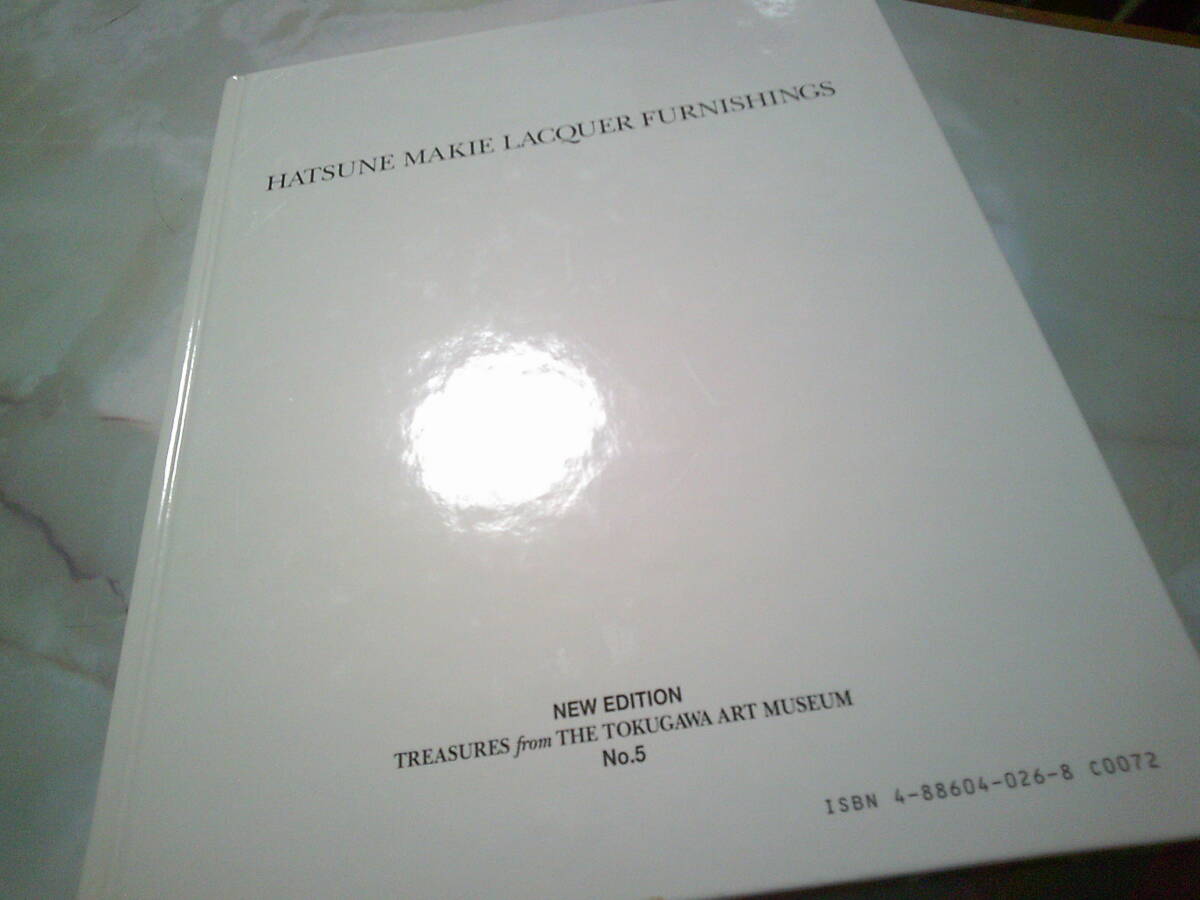 HATSUNE MAKIE LACQUER FURNISHINGS
NEW EDITION
TREASURES from THE TOKUGAWA ART MUSEUM
No.5
ISBN 4-88604-026-8 C0072